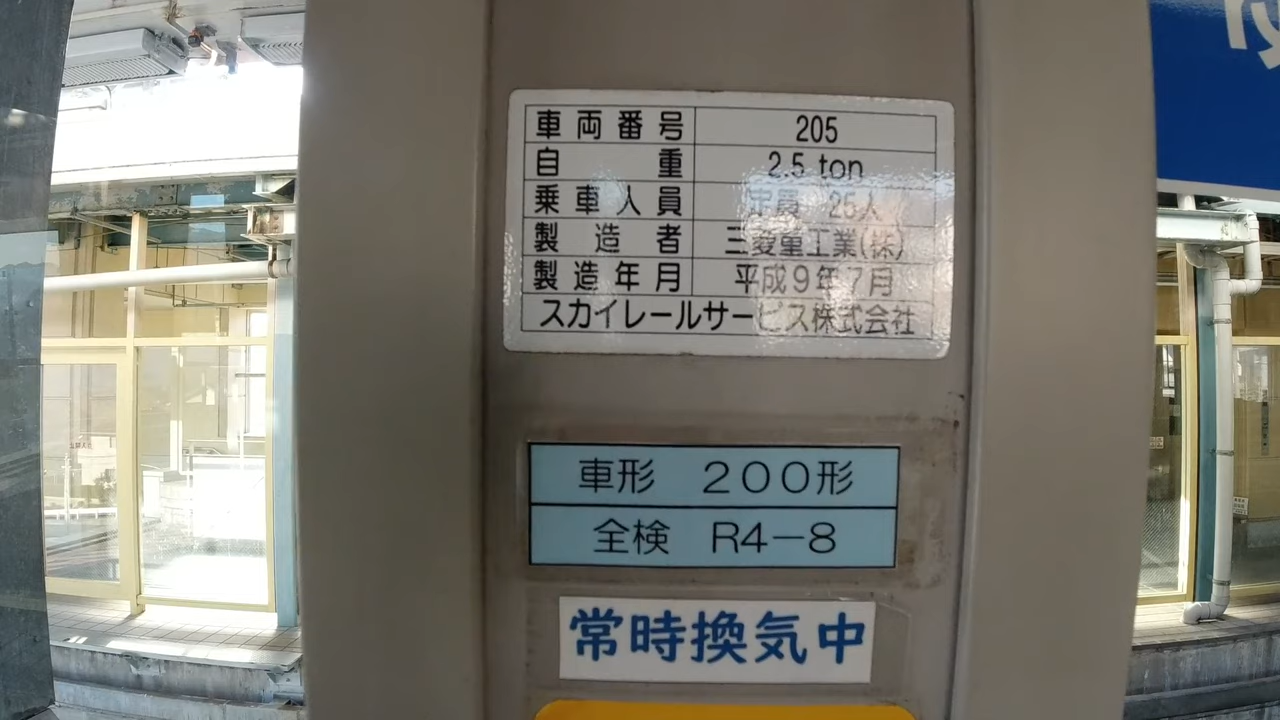 車両番号 205
自重 2.5 ton
乗車人員 定員 25人
製造者 三菱重工業(株)
製造年月 平成9年7月
スカイレールサービス株式会社
車形 200形
全検 R4-8
常時換気中